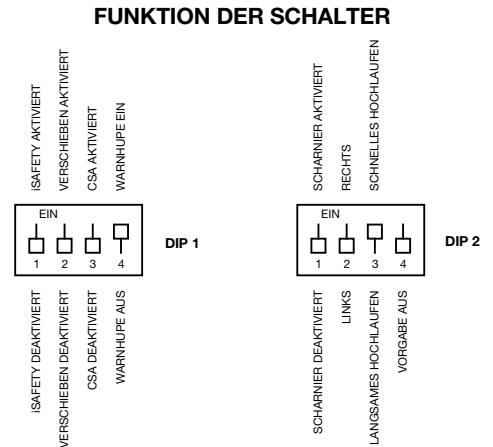 FUNKTION DER SCHALTER
iSAFETY AKTIVIERT
VERSCHIEBEN AKTIVIERT
CSA AKTIVIERT
WARNHUPE EIN
EIN
1 2 3 4
DIP 1
iSAFETY DEAKTIVIERT
VERSCHIEBEN DEAKTIVIERT
CSA DEAKTIVIERT
WARNHUPE AUS
SCHARNIER AKTIVIERT
RECHTS
SCHNELLES HOCHLAUFEN
EIN
1 2 3 4
DIP 2
SCHARNIER DEAKTIVIERT
LINKS
LANGSAMES HOCHLAUFEN
VORGABE AUS